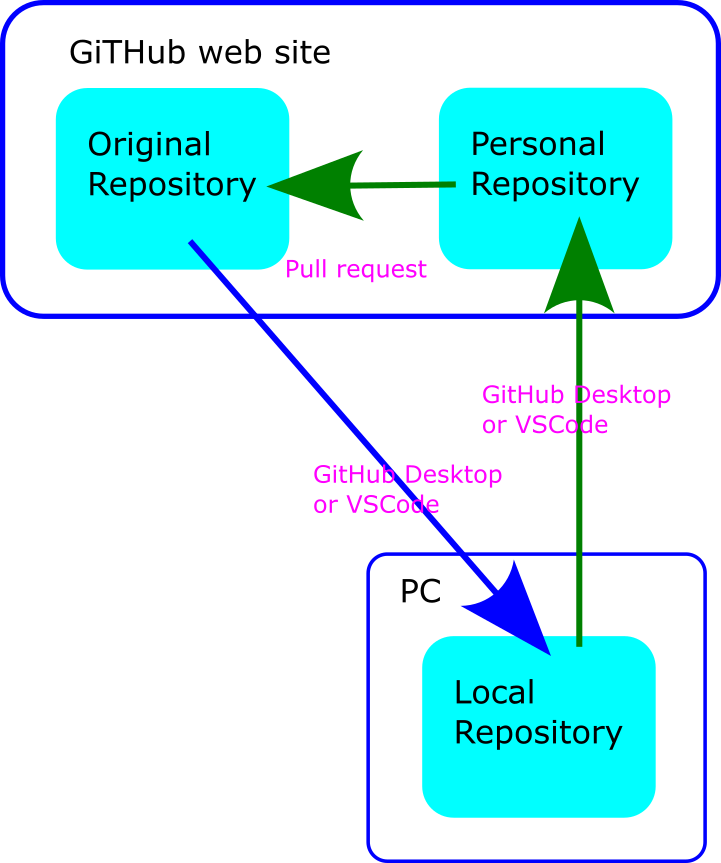 GiTHub web site
Original
Repository
Personal
Repository
Pull request
GitHub Desktop
or VSCode
GitHub Desktop
or VSCode
PC
Local
Repository